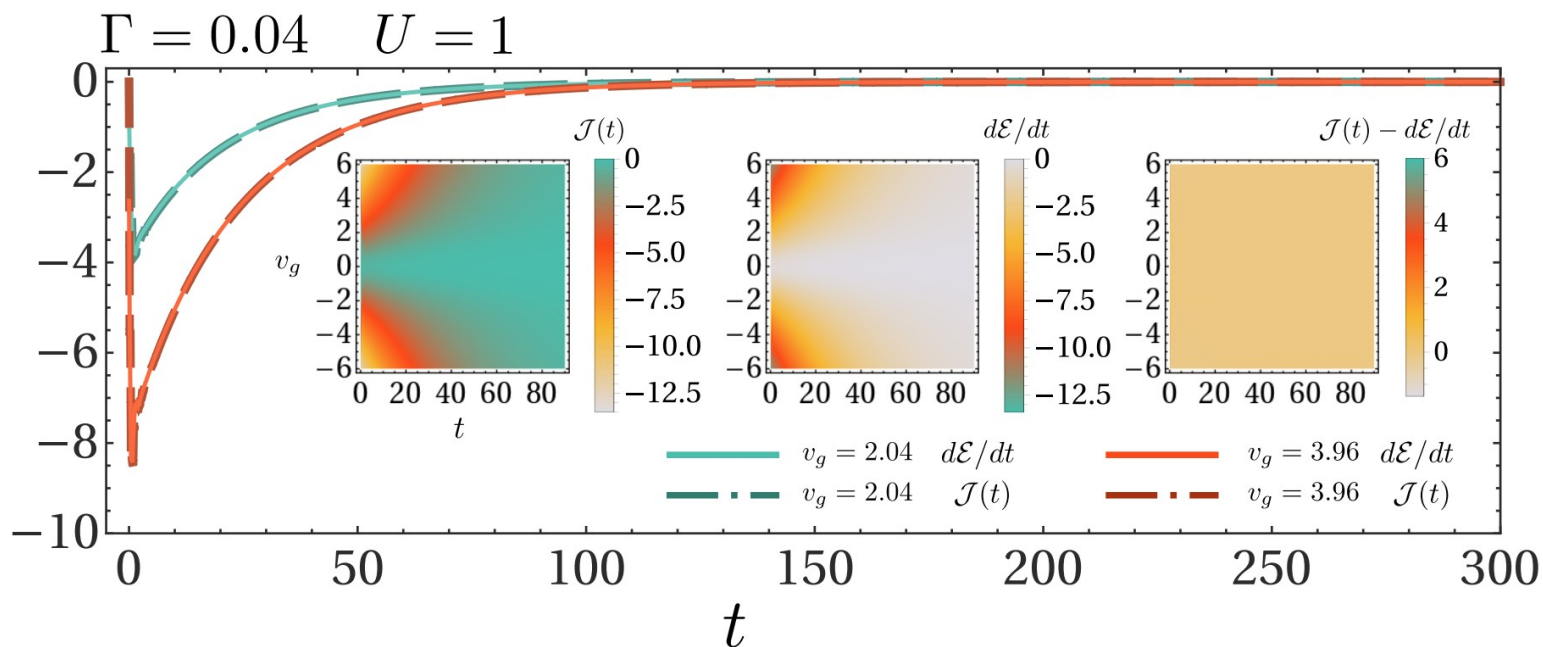 Γ = 0.04 U = 1
0
−2
−4
−6
−8
−10
0 50 100 150 200 250 300
t
𝒥(t)
6
4
2
0
−2
−4
−6
v_g
0 20 40 60 80
t
0
−2.5
−5.0
−7.5
−10.0
−12.5
dℰ/dt
6
4
2
0
−2
−4
−6
0 20 40 60 80
0
−2.5
−5.0
−7.5
−10.0
−12.5
𝒥(t) − dℰ/dt
6
4
2
0
−2
−4
−6
0 20 40 60 80
6
4
2
0
v_g = 2.04 dℰ/dt
v_g = 2.04 𝒥(t)
v_g = 3.96 dℰ/dt
v_g = 3.96 𝒥(t)